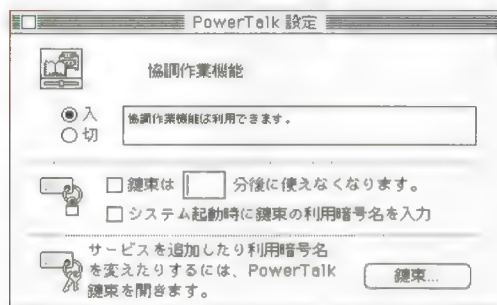 PowerTalk 設定
協調作業機能
入
切
協調作業機能は利用できます。
鍵束は 分後に使えなくなります。
システム起動時に鍵束の利用暗号名を入力
サービスを追加したり利用暗号名
を変えたりするには、PowerTalk
鍵束を開きます。
鍵束...